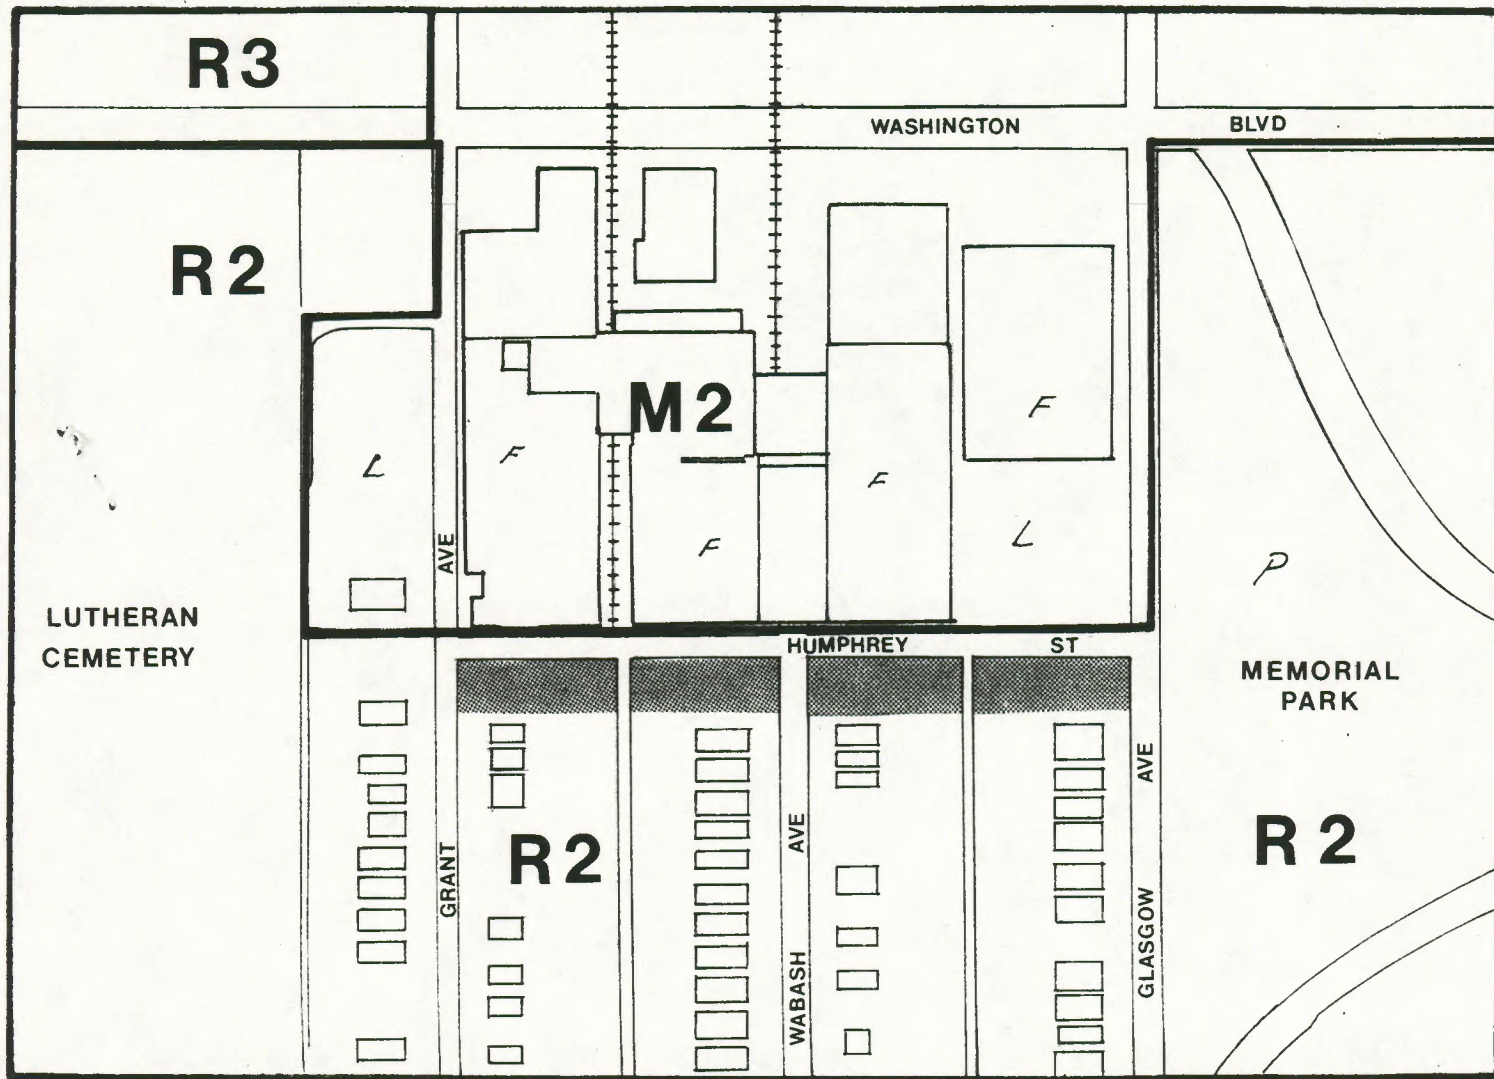 R3
WASHINGTON BLVD
R2
M2
F
F
L
F
F
L
P
AVE
LUTHERAN
CEMETERY
HUMPHREY ST
MEMORIAL
PARK
AVE
AVE
R2
R2
GRANT
GLASGOW
WABASH